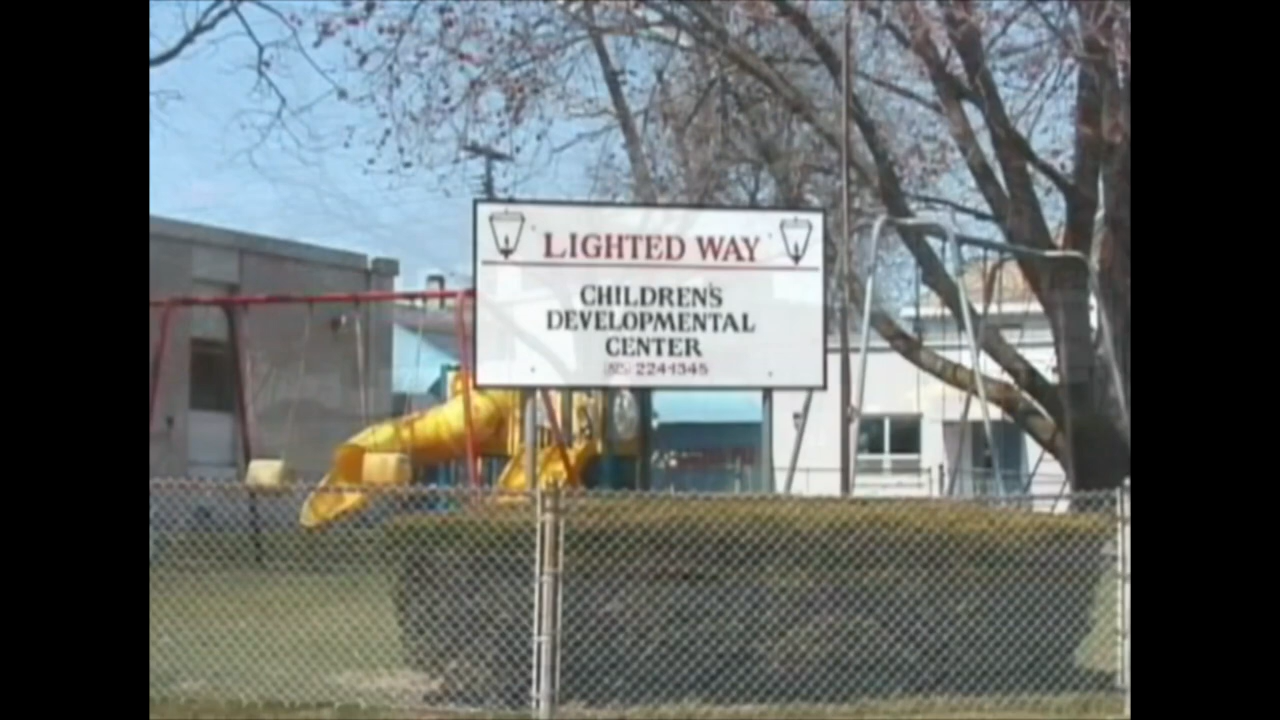 LIGHTED WAY
CHILDREN'S
DEVELOPMENTAL
CENTER
224-1345